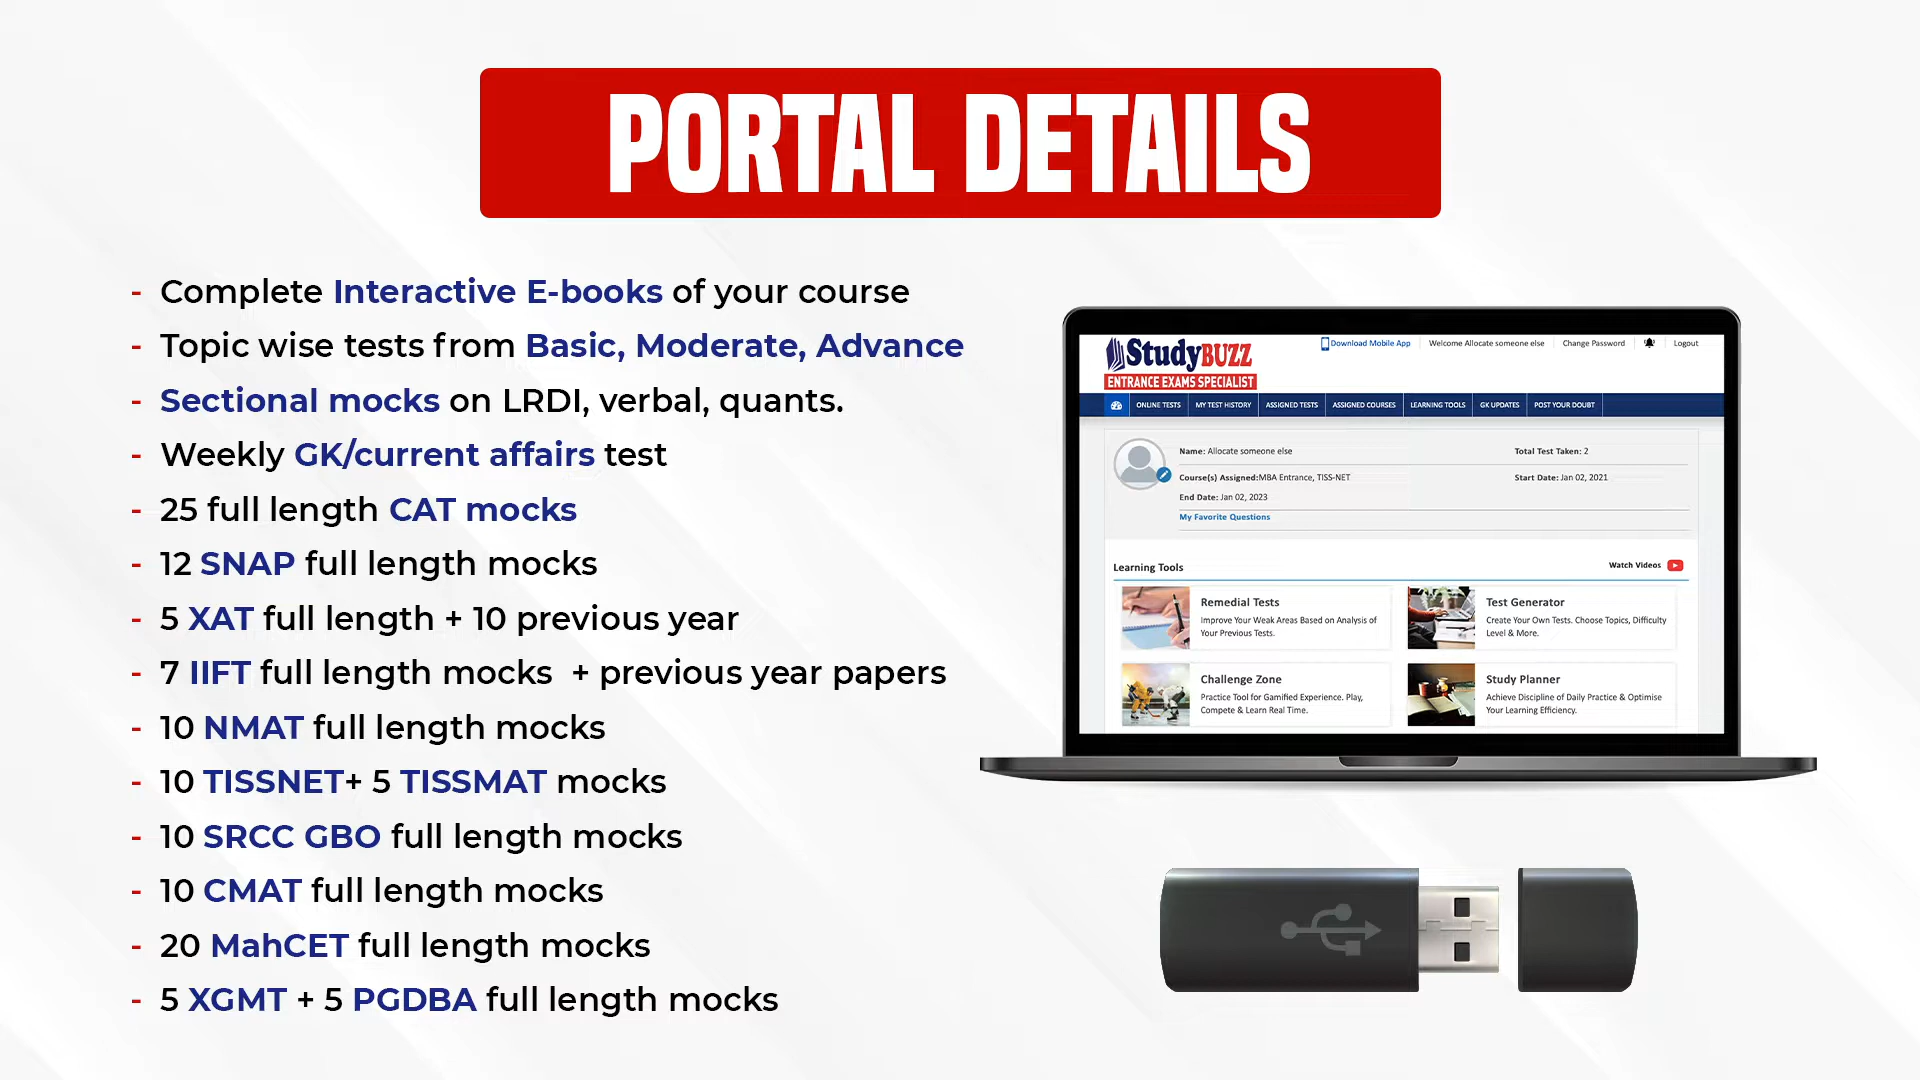 PORTAL DETAILS
- Complete Interactive E-books of your course
- Topic wise tests from Basic, Moderate, Advance
- Sectional mocks on LRDI, verbal, quants.
- Weekly GK/current affairs test
- 25 full length CAT mocks
- 12 SNAP full length mocks
- 5 XAT full length + 10 previous year
- 7 IIFT full length mocks + previous year papers
- 10 NMAT full length mocks
- 10 TISSNET+ 5 TISSMAT mocks
- 10 SRCC GBO full length mocks
- 10 CMAT full length mocks
- 20 MahCET full length mocks
- 5 XGMT + 5 PGDBA full length mocks
StudyBUZZ
ENTRANCE EXAMS SPECIALIST
Download Mobile App Welcome Allocate someone else Change Password Logout
ONLINE TESTS MY TEST HISTORY ASSIGNED TESTS ASSIGNED COURSES LEARNING TOOLS GK UPDATES POST YOUR DOUBT
Name: Allocate someone else Total Test Taken: 2
Course(s) Assigned:MBA Entrance, TISS-NET Start Date: Jan 02, 2021
End Date: Jan 02, 2023
My Favorite Questions
Learning Tools Watch Videos
Remedial Tests
Improve Your Weak Areas Based on Analysis of
Your Previous Tests.
Test Generator
Create Your Own Tests. Choose Topics, Difficulty
Level & More.
Challenge Zone
Practice Tool for Gamified Experience. Play,
Compete & Learn Real Time.
Study Planner
Achieve Discipline of Daily Practice & Optimise
Your Learning Efficiency.